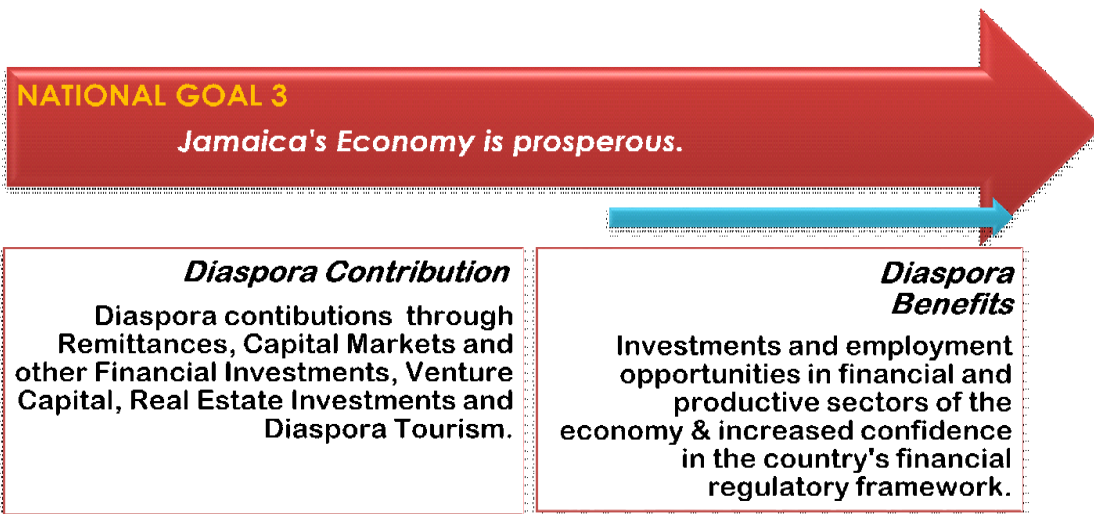 NATIONAL GOAL 3
Jamaica's Economy is prosperous.
Diaspora Contribution
Diaspora contibutions through
Remittances, Capital Markets and
other Financial Investments, Venture
Capital, Real Estate Investments and
Diaspora Tourism.
Diaspora
Benefits
Investments and employment
opportunities in financial and
productive sectors of the
economy & increased confidence
in the country's financial
regulatory framework.